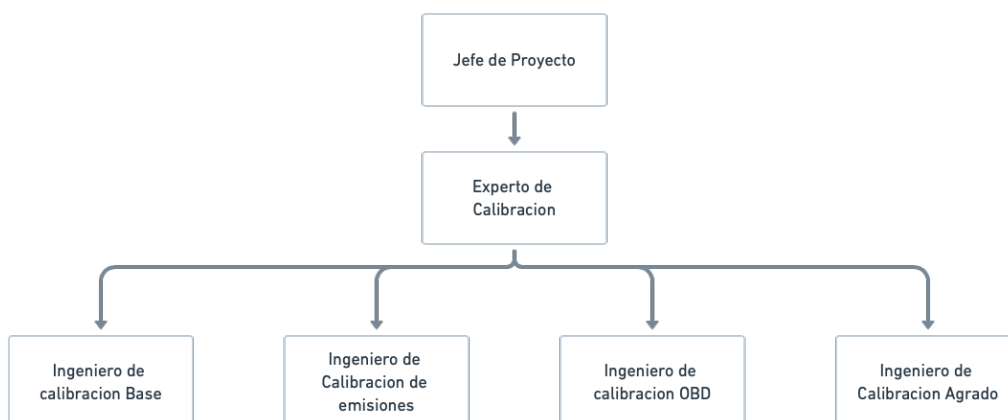 Jefe de Proyecto
Experto de
Calibracion
Ingeniero de
calibracion Base
Ingeniero de
Calibracion de
emisiones
Ingeniero de
calibracion OBD
Ingeniero de
Calibracion Agrado